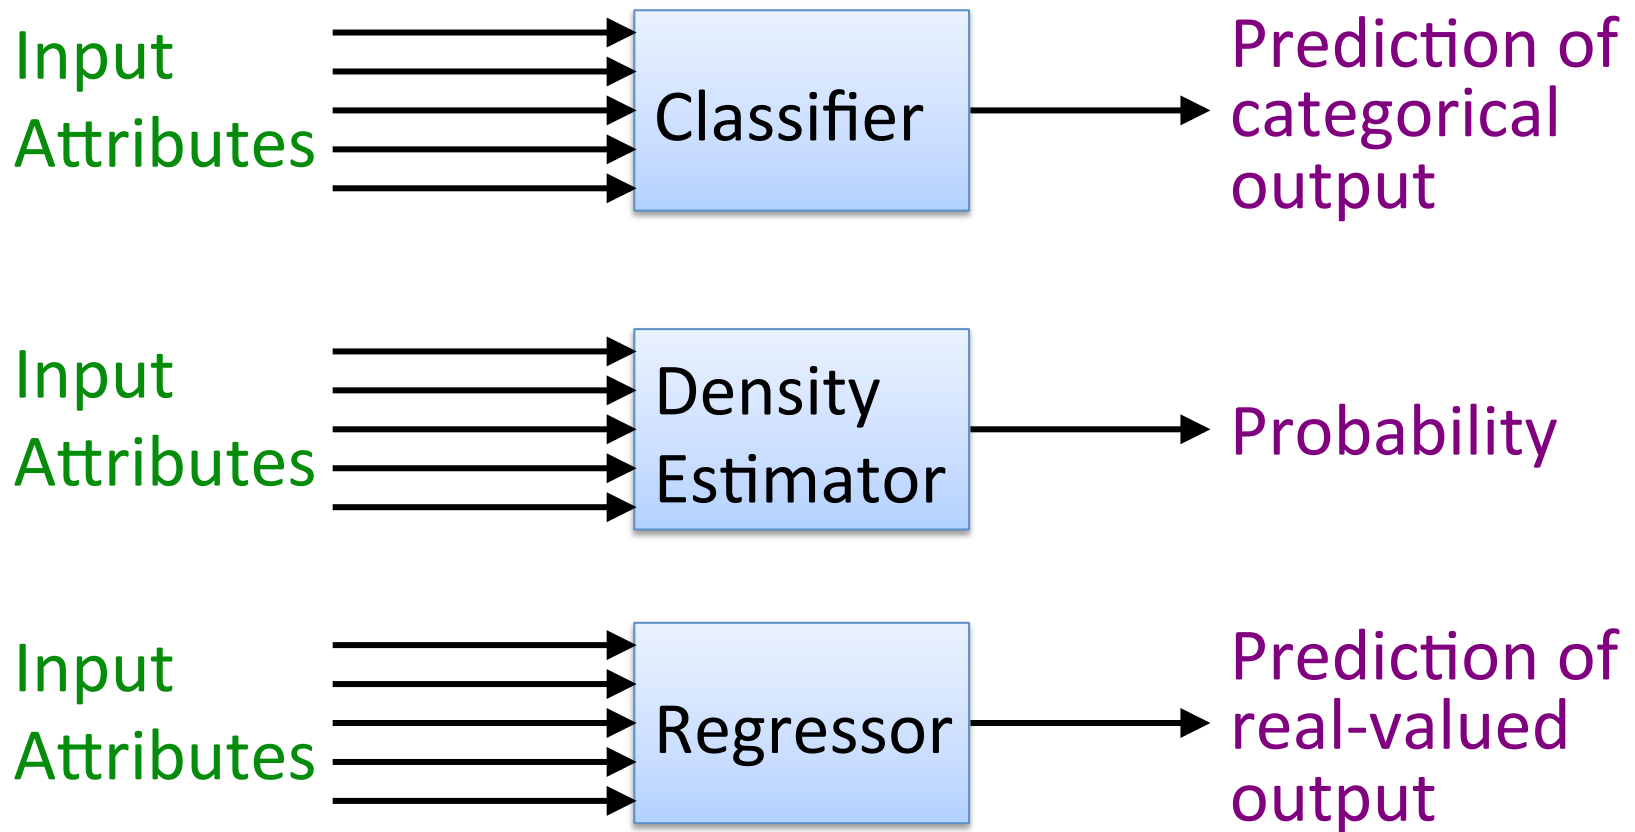 Input
Attributes
Classifier
Prediction of
categorical
output
Input
Attributes
Density
Estimator
Probability
Input
Attributes
Regressor
Prediction of
real-valued
output